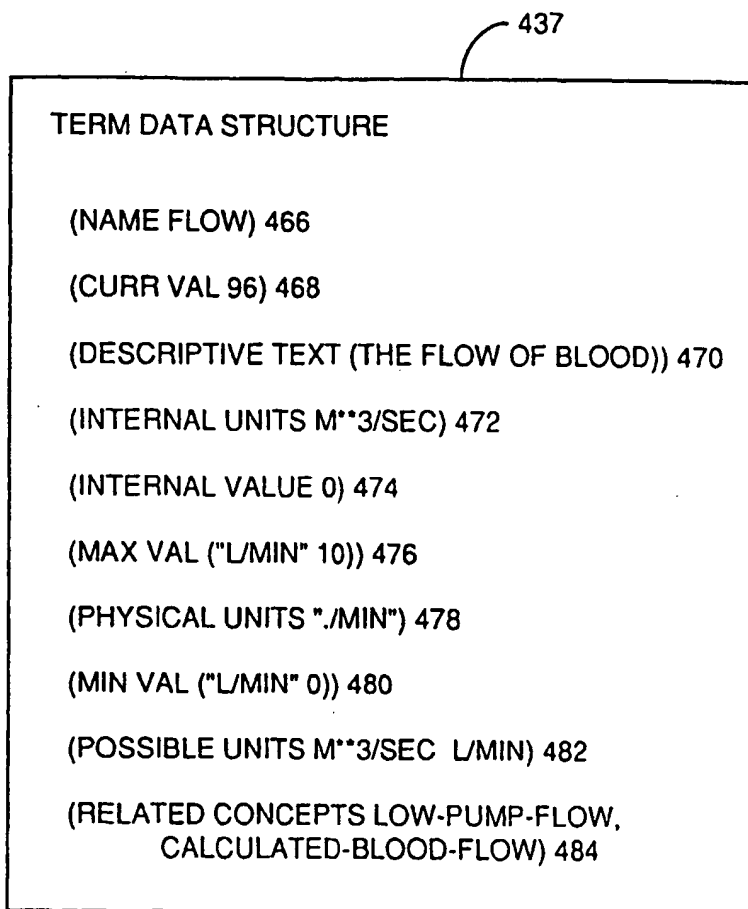 437
TERM DATA STRUCTURE
(NAME FLOW) 466
(CURR VAL 96) 468
(DESCRIPTIVE TEXT (THE FLOW OF BLOOD)) 470
(INTERNAL UNITS M**3/SEC) 472
(INTERNAL VALUE 0) 474
(MAX VAL ("L/MIN" 10)) 476
(PHYSICAL UNITS "./MIN") 478
(MIN VAL ("L/MIN" 0)) 480
(POSSIBLE UNITS M**3/SEC L/MIN) 482
(RELATED CONCEPTS LOW-PUMP-FLOW,
CALCULATED-BLOOD-FLOW) 484